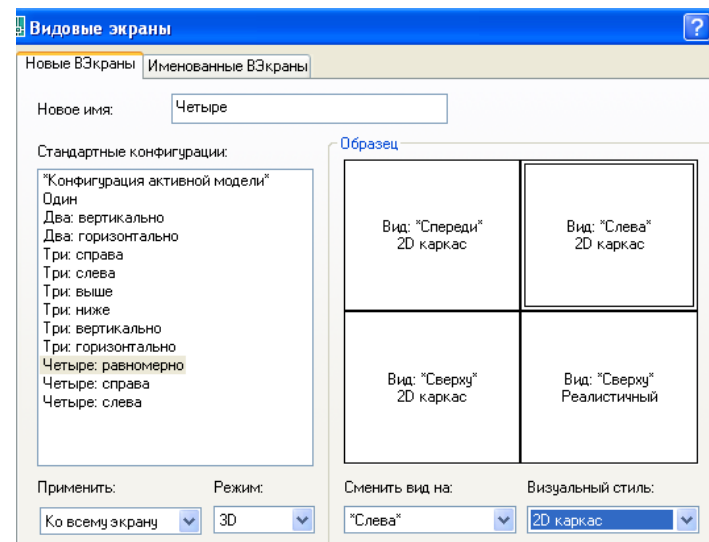 Видовые экраны
?
Новые ВЭкраны Именованные ВЭкраны
Новое имя: Четыре
Стандартные конфигурации:
*Конфигурация активной модели*
Один
Два: вертикально
Два: горизонтально
Три: справа
Три: слева
Три: выше
Три: ниже
Три: вертикально
Три: горизонтально
Четыре: равномерно
Четыре: справа
Четыре: слева
Применить: Режим:
Ко всему экрану 3D
Образец
Вид: *Спереди*
2D каркас
Вид: *Слева*
2D каркас
Вид: *Сверху*
2D каркас
Вид: *Сверху*
Реалистичный
Сменить вид на: Визуальный стиль:
*Слева* 2D каркас